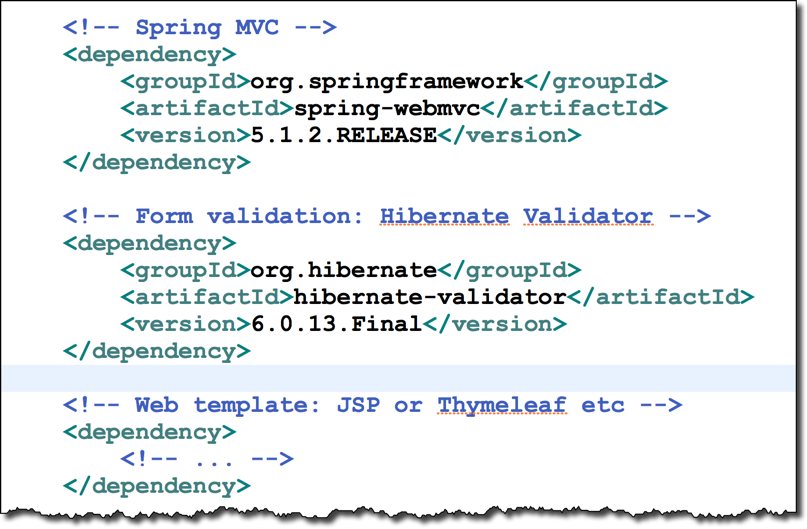 <!-- Spring MVC -->
<dependency>
<groupId>org.springframework</groupId>
<artifactId>spring-webmvc</artifactId>
<version>5.1.2.RELEASE</version>
</dependency>
<!-- Form validation: Hibernate Validator -->
<dependency>
<groupId>org.hibernate</groupId>
<artifactId>hibernate-validator</artifactId>
<version>6.0.13.Final</version>
</dependency>
<!-- Web template: JSP or Thymeleaf etc -->
<dependency>
<!-- ... -->
</dependency>